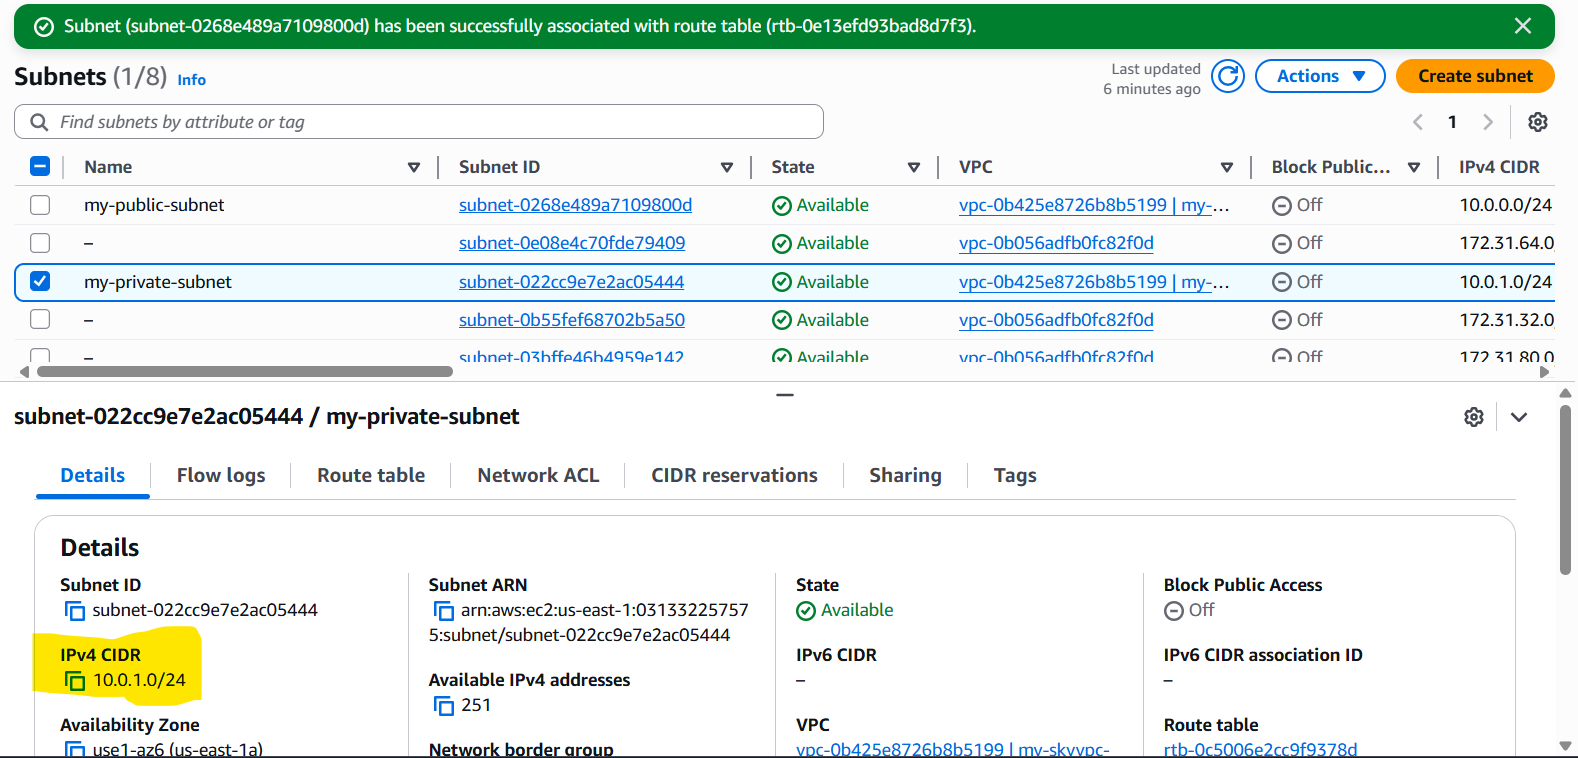 Subnet (subnet-0268e489a7109800d) has been successfully associated with route table (rtb-0e13efd93bad8d7f3).
Subnets (1/8) Info
Last updated
6 minutes ago
Actions
Create subnet
Find subnets by attribute or tag
1
Name Subnet ID State VPC Block Public... IPv4 CIDR
my-public-subnet subnet-0268e489a7109800d Available vpc-0b425e8726b8b5199 | my-... Off 10.0.0.0/24
– subnet-0e08e4c70fde79409 Available vpc-0b056adfb0fc82f0d Off 172.31.64.0
my-private-subnet subnet-022cc9e7e2ac05444 Available vpc-0b425e8726b8b5199 | my-... Off 10.0.1.0/24
– subnet-0b55fef68702b5a50 Available vpc-0b056adfb0fc82f0d Off 172.31.32.0
– subnet-03bffe46b4959e142 Available vpc-0b056adfb0fc82f0d Off 172.31.80.0
subnet-022cc9e7e2ac05444 / my-private-subnet
Details Flow logs Route table Network ACL CIDR reservations Sharing Tags
Details
Subnet ID
subnet-022cc9e7e2ac05444
IPv4 CIDR
10.0.1.0/24
Availability Zone
use1-az6 (us-east-1a)
Subnet ARN
arn:aws:ec2:us-east-1:03133225757
5:subnet/subnet-022cc9e7e2ac05444
Available IPv4 addresses
251
Network border group
State
Available
IPv6 CIDR
–
VPC
vpc-0b425e8726b8b5199 | my-skyvpc-
Block Public Access
Off
IPv6 CIDR association ID
–
Route table
rtb-0c5006e2cc9f9378d